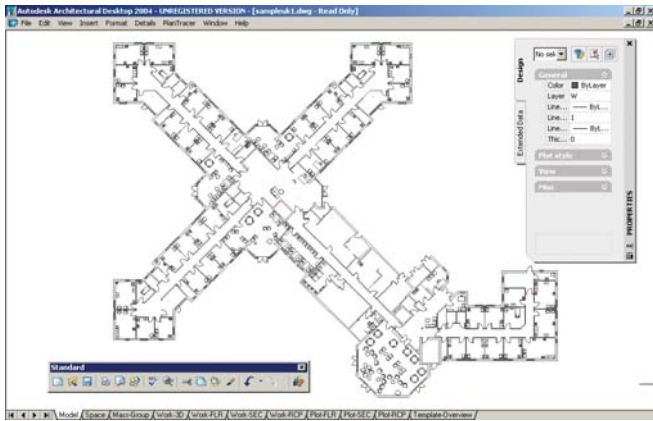 Autodesk Architectural Desktop 2004 - UNREGISTERED VERSION - [sampleuk1.dwg - Read Only]
File Edit View Insert Format Details PlanTracer Window Help
Design
Extended Data
PROPERTIES
No sel
General
Color ByLayer
Layer W
Line... ByL...
Line... 1
Line... ByL...
Thic... 0
Plot style
View
Misc
Standard
Model Space Mass-Group Work-3D Work-FLR Work-SEC Work-RCP Plot-FLR Plot-SEC Plot-RCP Template-Overview